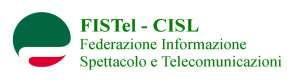 FISTel - CISL
Federazione Informazione
Spettacolo e Telecomunicazioni